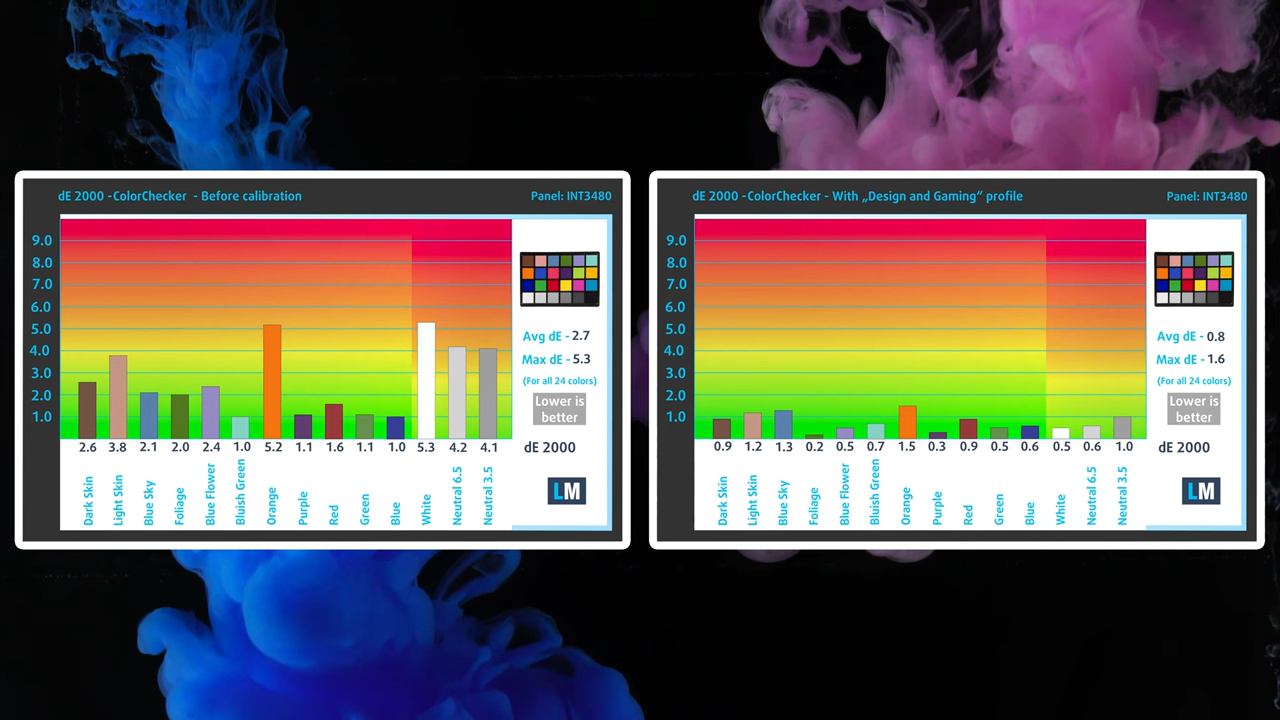 dE 2000 -ColorChecker - Before calibration
Panel: INT3480
9.0
8.0
7.0
6.0
5.0
4.0
3.0
2.0
1.0
Avg dE - 2.7
Max dE - 5.3
(For all 24 colors)
Lower is
better
2.6 3.8 2.1 2.0 2.4 1.0 5.2 1.1 1.6 1.1 1.0 5.3 4.2 4.1
dE 2000
Dark Skin
Light Skin
Blue Sky
Foliage
Blue Flower
Bluish Green
Orange
Purple
Red
Green
Blue
White
Neutral 6.5
Neutral 3.5
LM
dE 2000 -ColorChecker - With „Design and Gaming“ profile
Panel: INT3480
9.0
8.0
7.0
6.0
5.0
4.0
3.0
2.0
1.0
Avg dE - 0.8
Max dE - 1.6
(For all 24 colors)
Lower is
better
0.9 1.2 1.3 0.2 0.5 0.7 1.5 0.3 0.9 0.5 0.6 0.5 0.6 1.0
dE 2000
Dark Skin
Light Skin
Blue Sky
Foliage
Blue Flower
Bluish Green
Orange
Purple
Red
Green
Blue
White
Neutral 6.5
Neutral 3.5
LM